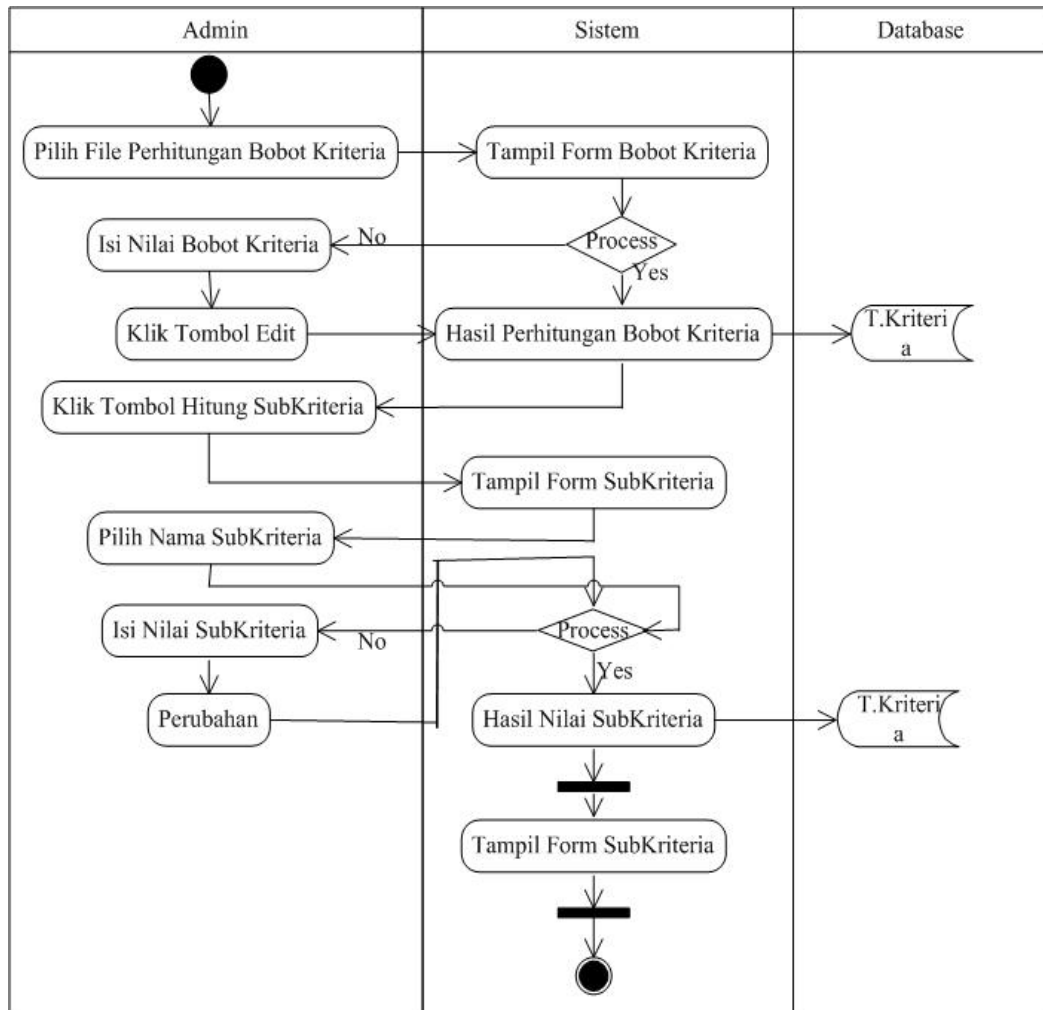 Admin
Sistem
Database
Pilih File Perhitungan Bobot Kriteria
Tampil Form Bobot Kriteria
Isi Nilai Bobot Kriteria
No
Process
Yes
Klik Tombol Edit
Hasil Perhitungan Bobot Kriteria
T.Kriteri
a
Klik Tombol Hitung SubKriteria
Tampil Form SubKriteria
Pilih Nama SubKriteria
Isi Nilai SubKriteria
No
Process
Yes
Perubahan
Hasil Nilai SubKriteria
T.Kriteri
a
Tampil Form SubKriteria